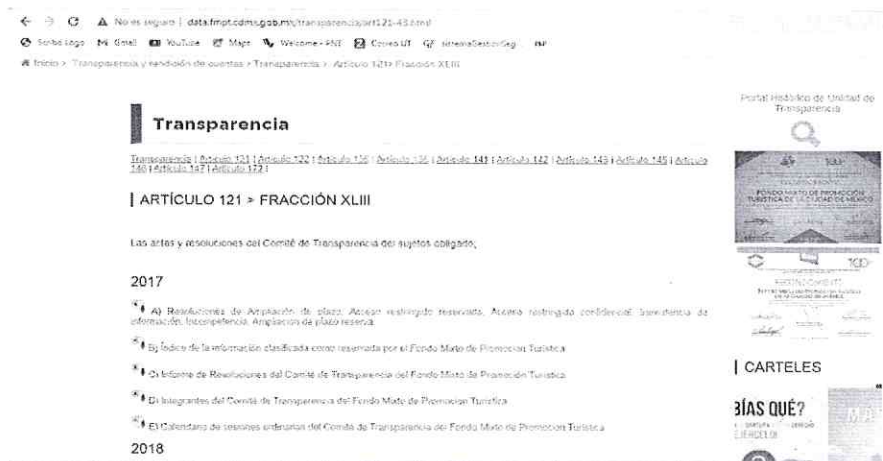 No es seguro | data.fmpt.cdmx.gob.mx/transparencia/art121-43.html
Gmail YouTube Maps Welcome - PNT Correo UT
Inicio > Transparencia y rendición de cuentas > Transparencia > Artículo 121 > Fracción XLIII
Portal Histórico de Unidad de
Transparencia
Transparencia
Transparencia | Artículo 121 | Artículo 122 | Artículo 141 | Artículo 142 | Artículo 143 | Artículo 145 | Artículo
146 | Artículo 147 | Artículo 172 |
ARTÍCULO 121 > FRACCIÓN XLIII
Las actas y resoluciones del Comité de Transparencia del sujetos obligado;
2017
A) Resoluciones de Ampliación de plazo, Acceso restringido reservada, Acceso restringido confidencial, Inexistencia de
información, Incompetencia, Ampliación de plazo reserva
B) Índice de la información clasificada como reservada por el Fondo Mixto de Promoción Turística
C) Informe de Resoluciones del Comité de Transparencia del Fondo Mixto de Promoción Turística
D) Integrantes del Comité de Transparencia del Fondo Mixto de Promoción Turística
E) Calendario de sesiones ordinarias del Comité de Transparencia del Fondo Mixto de Promoción Turística
2018
100
FONDO MIXTO DE PROMOCIÓN
TURÍSTICA DE LA CIUDAD DE MÉXICO
100
CARTELES
BÍAS QUÉ?